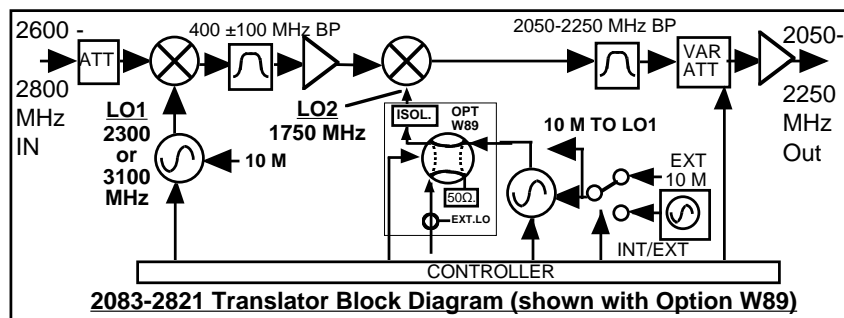 2600 -
2800
MHz
IN
ATT
400 ±100 MHz BP
2050-2250 MHz BP
VAR
ATT
2050-
2250
MHz
Out
LO1
2300
or
3100
MHz
10 M
LO2
1750 MHz
ISOL.
OPT
W89
50Ω.
EXT.LO
10 M TO LO1
EXT
10 M
INT/EXT
CONTROLLER
2083-2821 Translator Block Diagram (shown with Option W89)